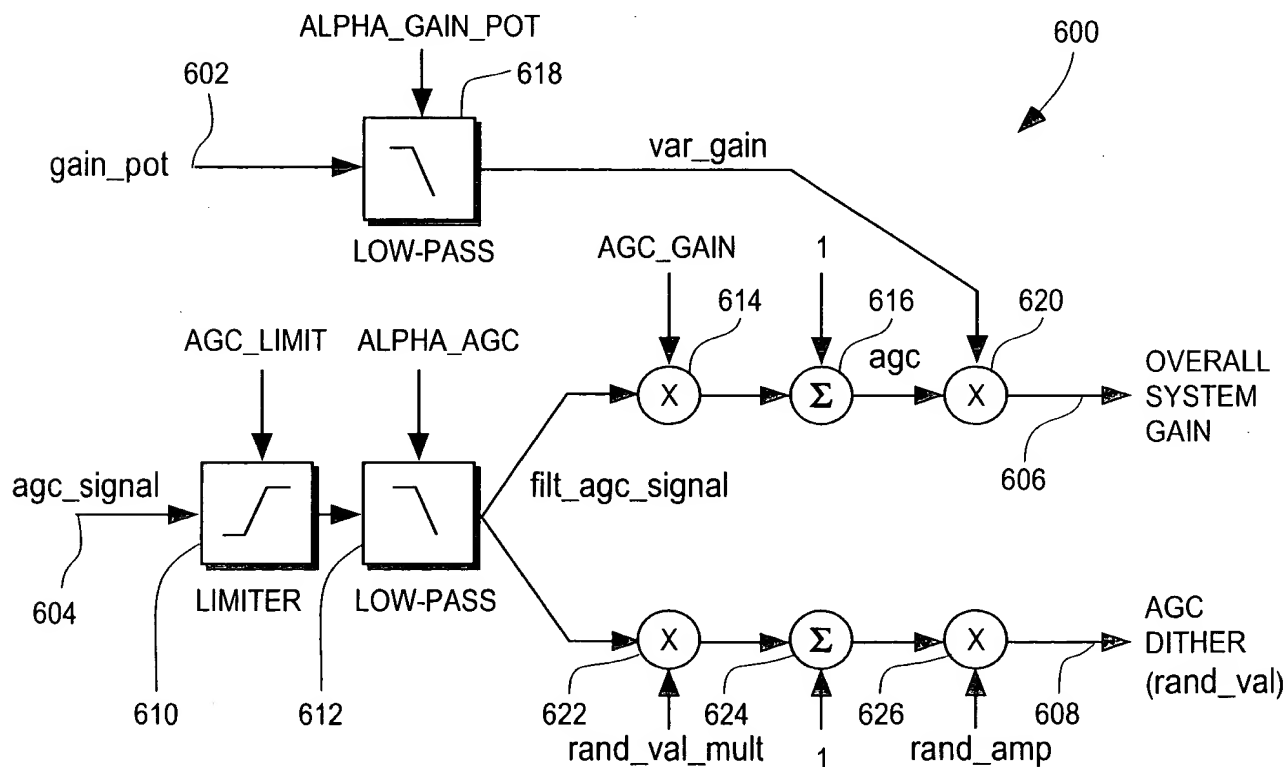 ALPHA_GAIN_POT
600
602
618
gain_pot
var_gain
LOW-PASS
AGC_GAIN
1
614
616
620
AGC_LIMIT
ALPHA_AGC
agc
X
Σ
X
OVERALL
SYSTEM
GAIN
606
agc_signal
filt_agc_signal
604
LIMITER
LOW-PASS
X
Σ
X
AGC
DITHER
(rand_val)
610
612
622
624
626
608
rand_val_mult
1
rand_amp